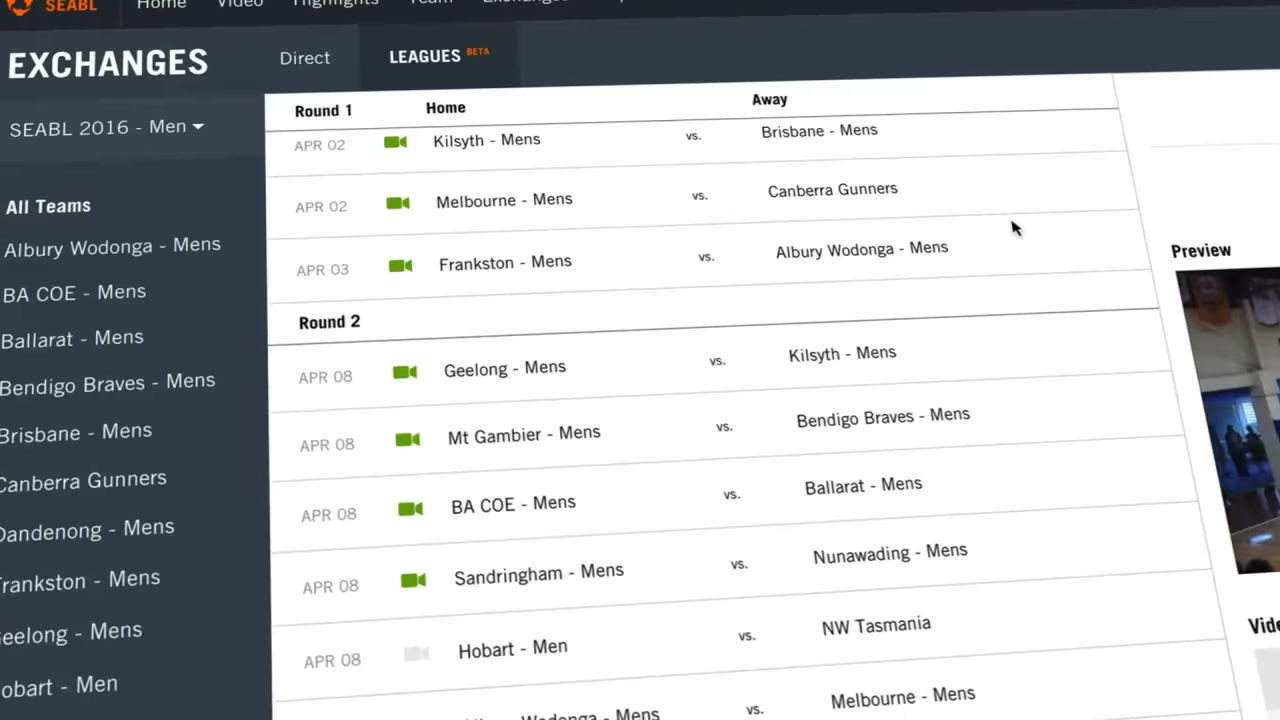 SEABL Home Video Highlights Team Exchanges
EXCHANGES Direct LEAGUES BETA
SEABL 2016 - Men
All Teams
Albury Wodonga - Mens
BA COE - Mens
Ballarat - Mens
Bendigo Braves - Mens
Brisbane - Mens
Canberra Gunners
Dandenong - Mens
Frankston - Mens
Geelong - Mens
Hobart - Men
Round 1 Home Away
APR 02 Kilsyth - Mens vs. Brisbane - Mens
APR 02 Melbourne - Mens vs. Canberra Gunners
APR 03 Frankston - Mens vs. Albury Wodonga - Mens
Round 2
APR 08 Geelong - Mens vs. Kilsyth - Mens
APR 08 Mt Gambier - Mens vs. Bendigo Braves - Mens
APR 08 BA COE - Mens vs. Ballarat - Mens
APR 08 Sandringham - Mens vs. Nunawading - Mens
APR 08 Hobart - Men vs. NW Tasmania
Wodonga - Mens vs. Melbourne - Mens
Preview